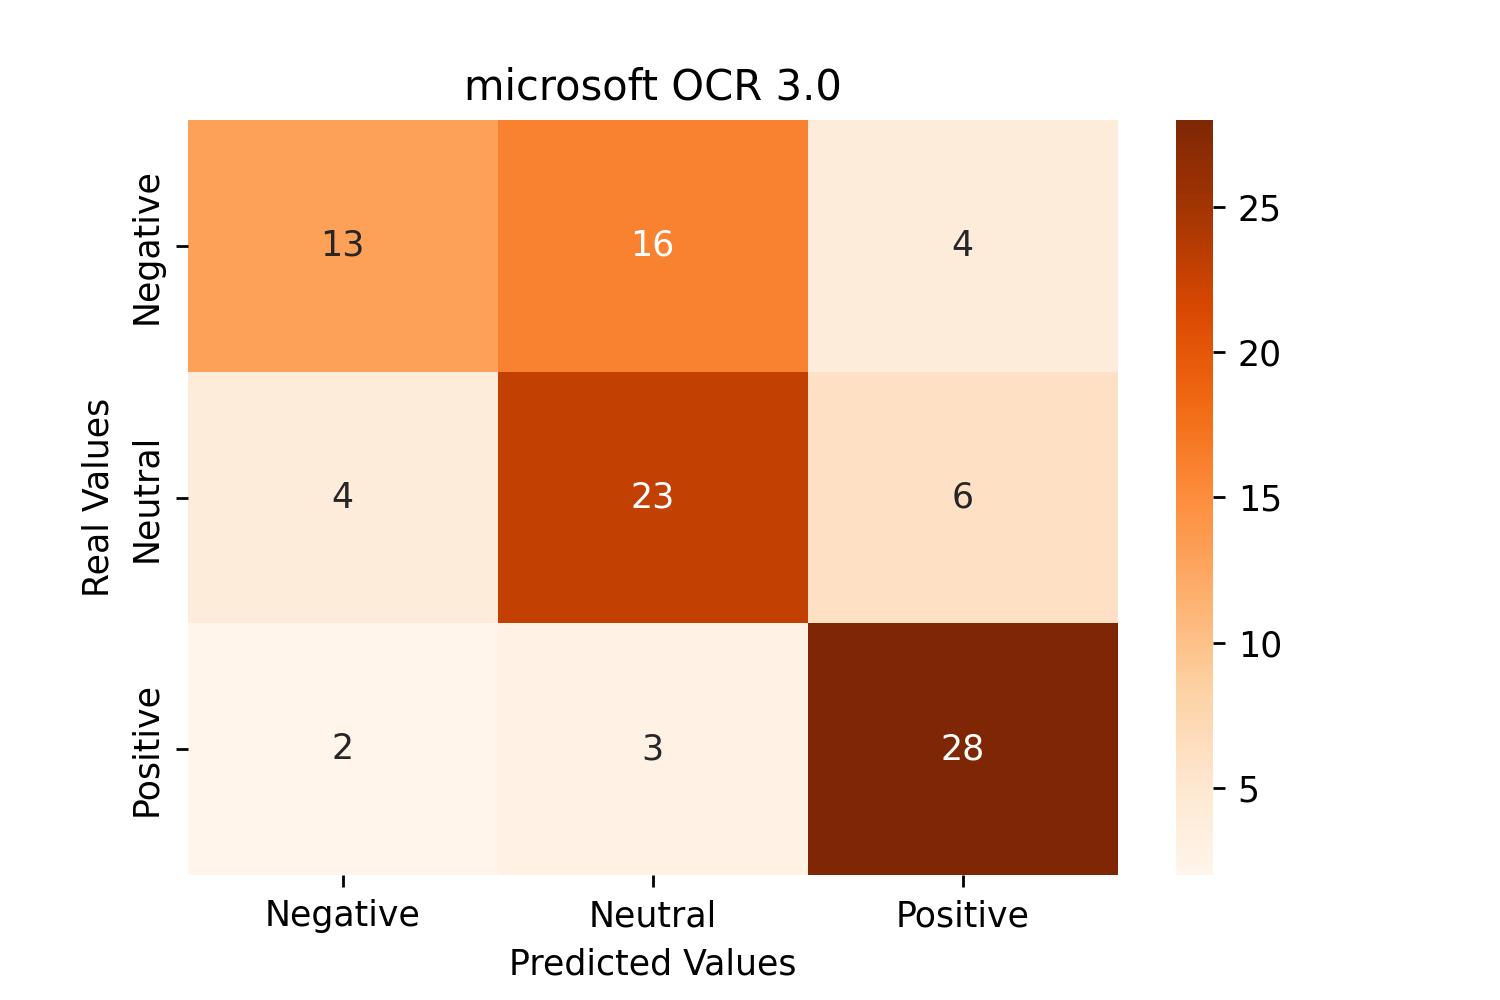 microsoft OCR 3.0
Negative
13 16 4
25
20
Real Values
Neutral
4 23 6
15
10
Positive
2 3 28
5
Negative Neutral Positive
Predicted Values